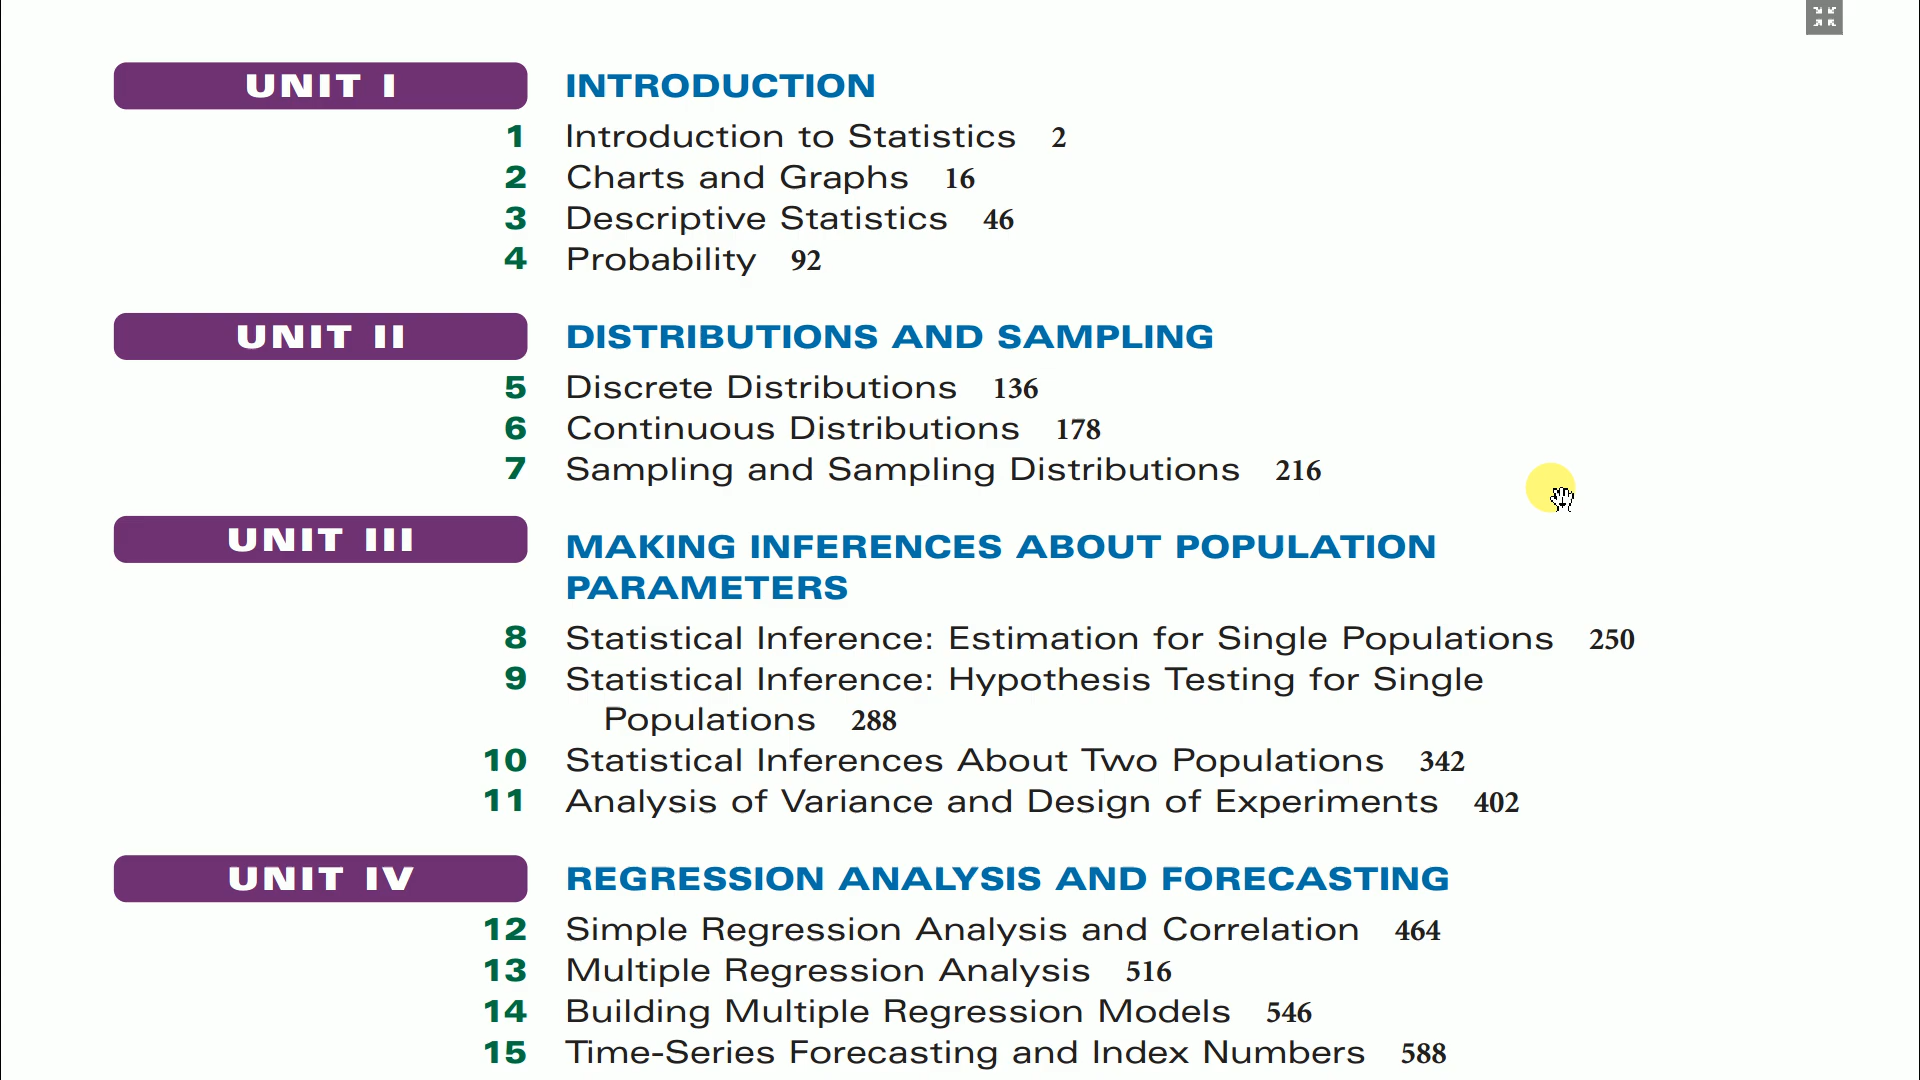 UNIT I INTRODUCTION
1 Introduction to Statistics 2
2 Charts and Graphs 16
3 Descriptive Statistics 46
4 Probability 92
UNIT II DISTRIBUTIONS AND SAMPLING
5 Discrete Distributions 136
6 Continuous Distributions 178
7 Sampling and Sampling Distributions 216
UNIT III MAKING INFERENCES ABOUT POPULATION
PARAMETERS
8 Statistical Inference: Estimation for Single Populations 250
9 Statistical Inference: Hypothesis Testing for Single
Populations 288
10 Statistical Inferences About Two Populations 342
11 Analysis of Variance and Design of Experiments 402
UNIT IV REGRESSION ANALYSIS AND FORECASTING
12 Simple Regression Analysis and Correlation 464
13 Multiple Regression Analysis 516
14 Building Multiple Regression Models 546
15 Time-Series Forecasting and Index Numbers 588